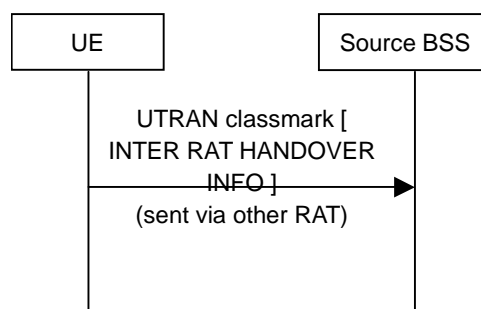 UE
Source BSS
UTRAN classmark [
INTER RAT HANDOVER
INFO ]
(sent via other RAT)